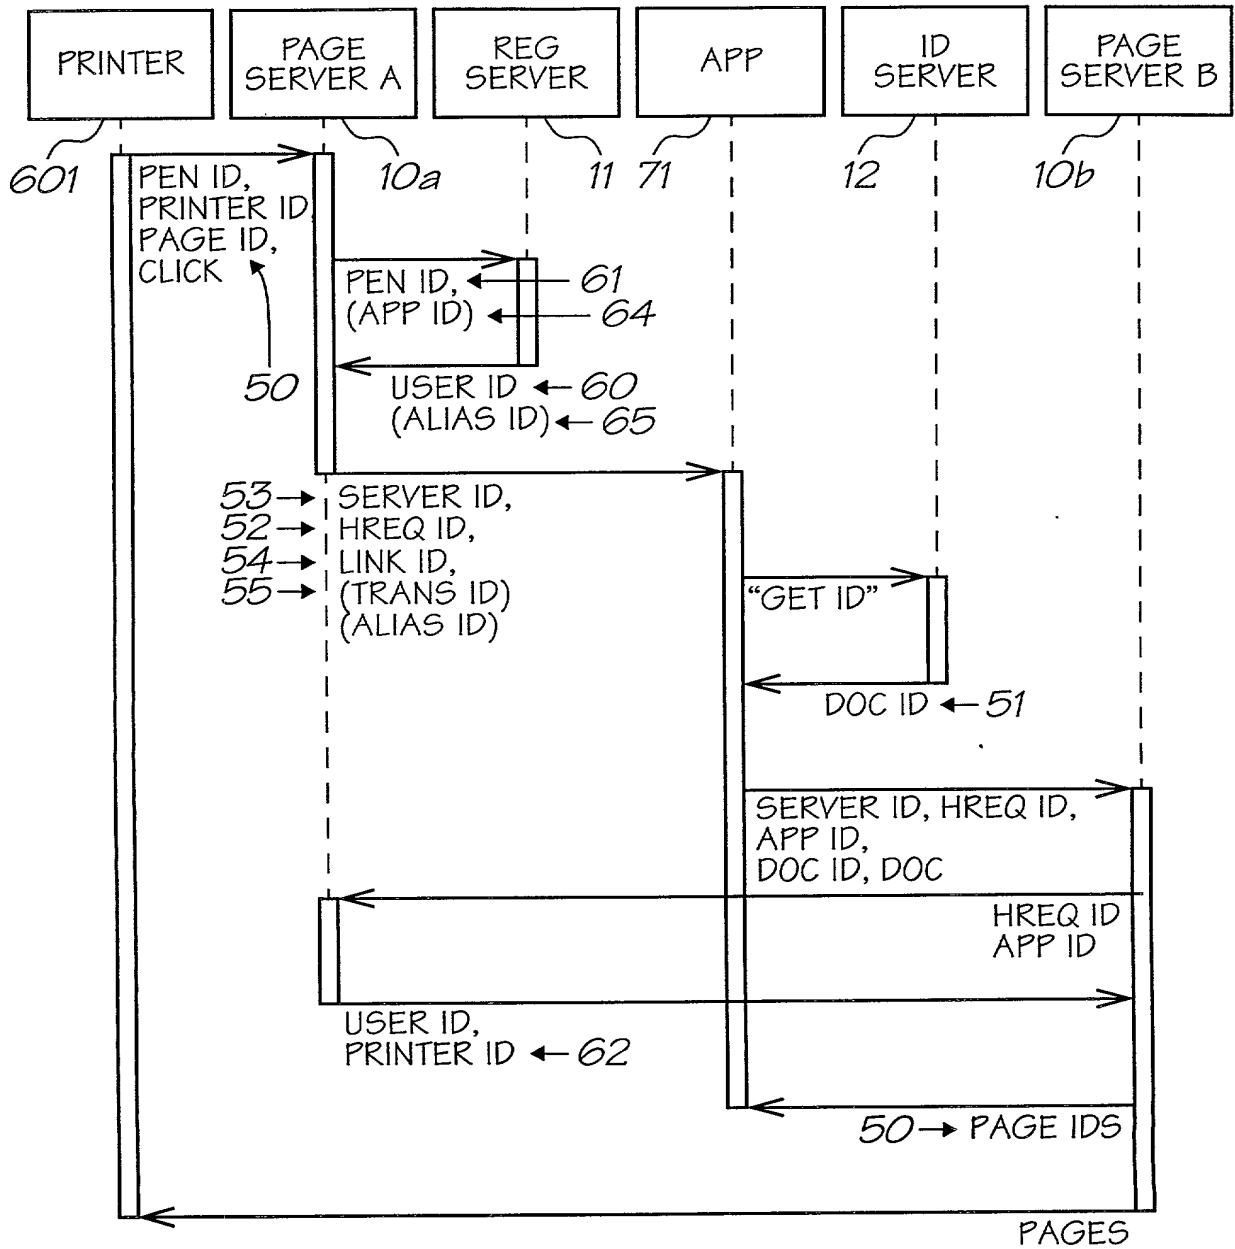 PRINTER
PAGE
SERVER A
REG
SERVER
APP
ID
SERVER
PAGE
SERVER B
601
10a
11
71
12
10b
PEN ID,
PRINTER ID
PAGE ID,
CLICK
50
PEN ID,
61
(APP ID)
64
USER ID
60
(ALIAS ID)
65
53
SERVER ID,
52
HREQ ID,
54
LINK ID,
55
(TRANS ID)
(ALIAS ID)
“GET ID”
DOC ID
51
SERVER ID, HREQ ID,
APP ID,
DOC ID, DOC
HREQ ID
APP ID
USER ID,
PRINTER ID
62
50
PAGE IDS
PAGES